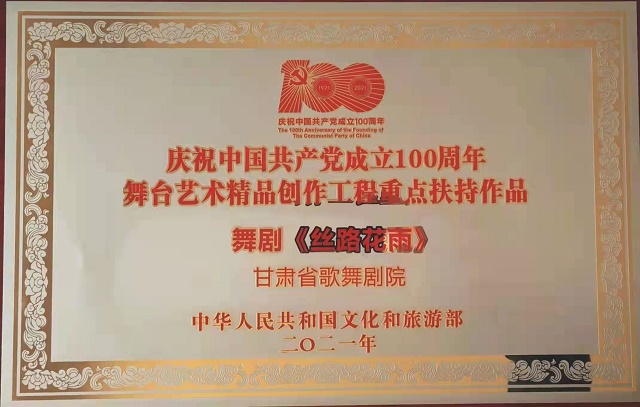 100
1921
2021
庆祝中国共产党成立100周年
The 100th Anniversary of the Founding of
The Communist Party of China
庆祝中国共产党成立100周年
舞台艺术精品创作工程重点扶持作品
舞剧《丝路花雨》
甘肃省歌舞剧院
中华人民共和国文化和旅游部
二〇二一年